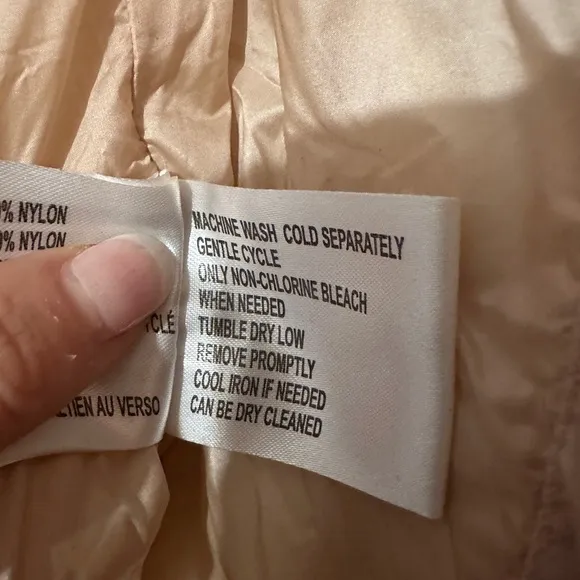 % NYLON
% NYLON
CLÉ
TIEN AU VERSO
MACHINE WASH COLD SEPARATELY
GENTLE CYCLE
ONLY NON-CHLORINE BLEACH
WHEN NEEDED
TUMBLE DRY LOW
REMOVE PROMPTLY
COOL IRON IF NEEDED
CAN BE DRY CLEANED